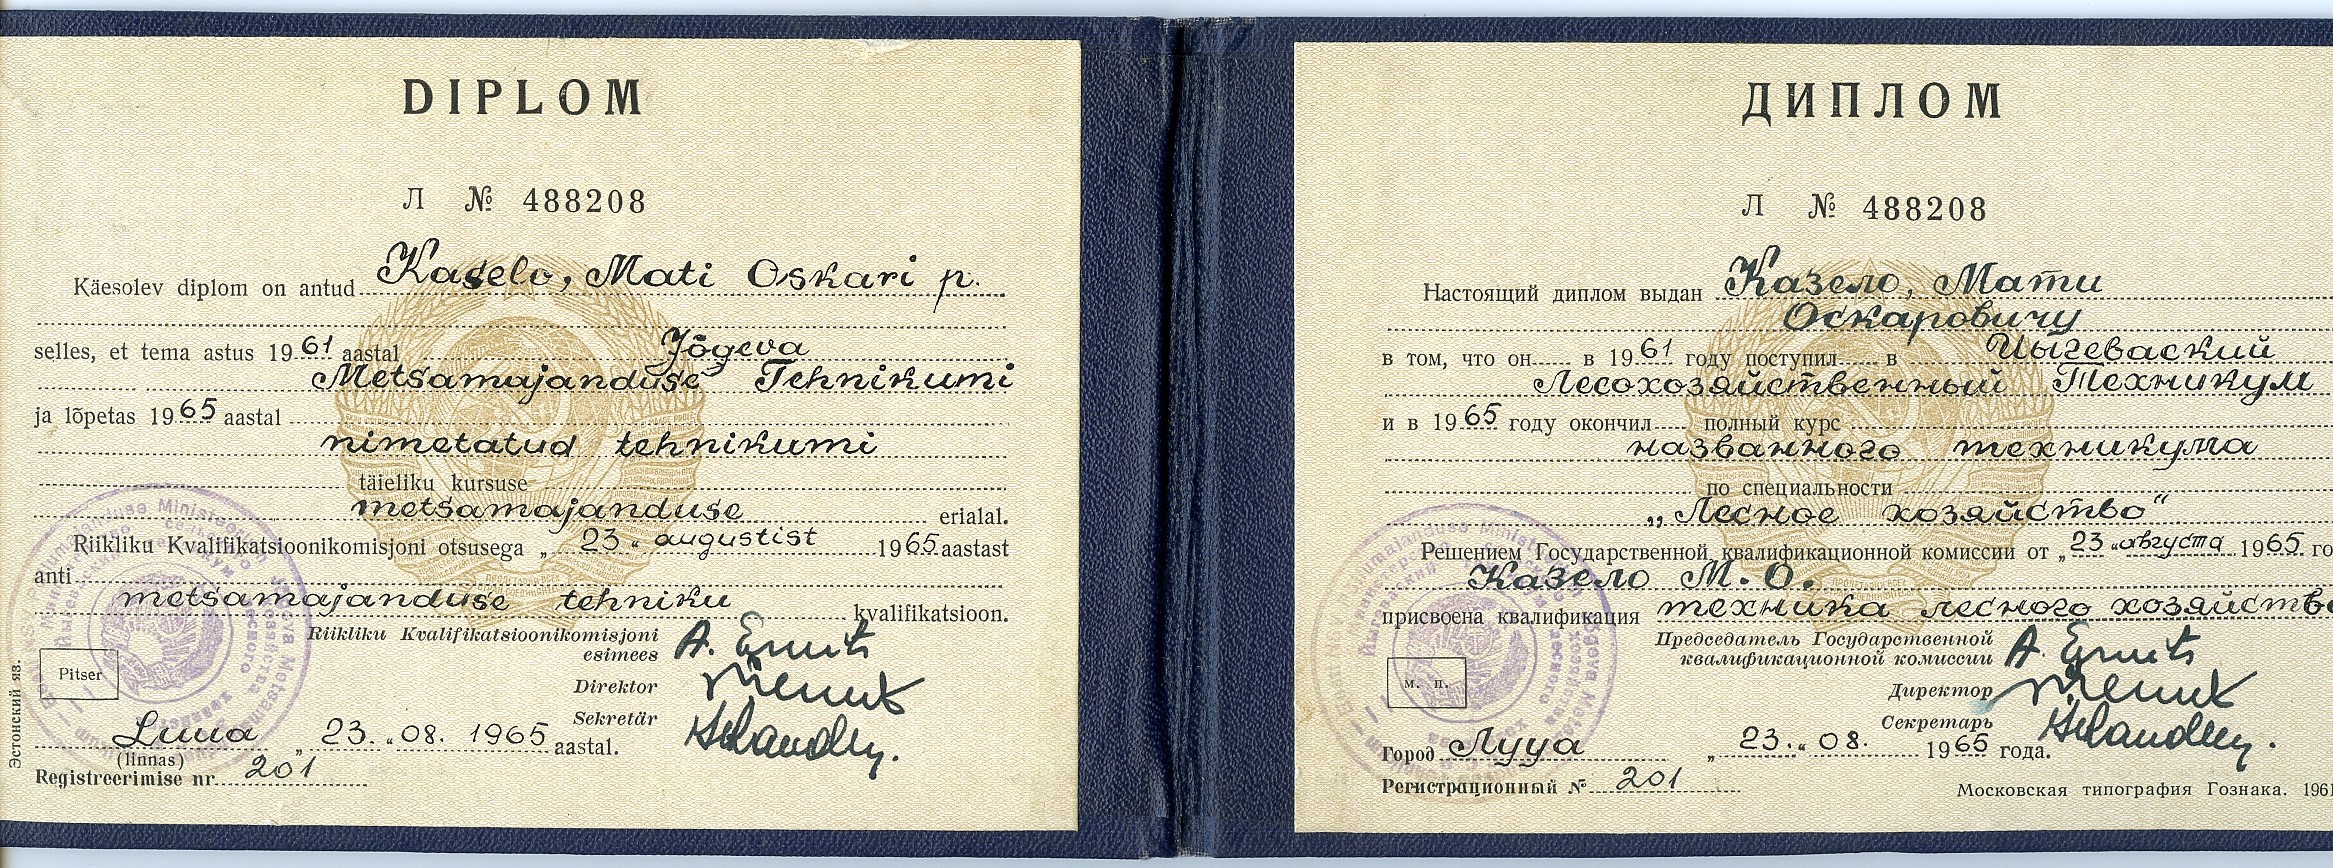 DIPLOM
Л № 488208
Käesolev diplom on antud Kaselo, Mati Oskari p.
selles, et tema astus 1961 aastal Jõgeva
Metsamajanduse Tehnikumi
ja lõpetas 1965 aastal
nimetatud tehnikumi
täieliku kursuse
metsamajanduse erialal.
Riikliku Kvalifikatsioonikomisjoni otsusega „23" augustist 1965 aastast
anti
metsamajanduse tehniku kvalifikatsioon.
Riikliku Kvalifikatsioonikomisjoni
esimees
Pitser
Direktor
Sekretär
Luua „23." 08. 1965 aastal.
(linnas)
Registreerimise nr. 201
Эстонский яз.
ДИПЛОМ
Л № 488208
Настоящий диплом выдан Казело, Мати
Оскаровичу
в том, что он в 1961 году поступил в Йыгеваский
Лесохозяйственный Техникум
и в 1965 году окончил полный курс
названного техникума
по специальности
„Лесное хозяйство"
Решением Государственной квалификационной комиссии от „23" августа 1965 го
Казело М. О.
присвоена квалификация техника лесного хозяйств
Председатель Государственной
квалификационной комиссии
м. п.
Директор
Секретарь
Город Лууа „23." 08. 1965 года.
Регистрационный № 201
Московская типография Гознака. 1961